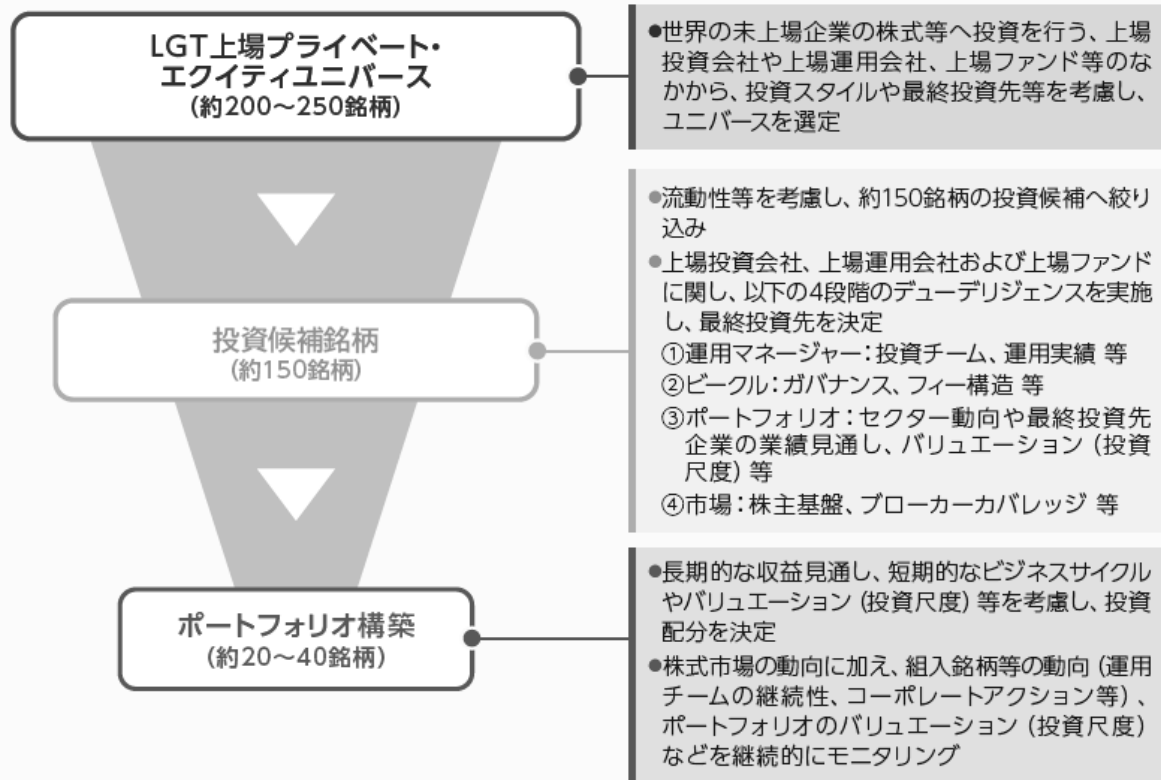 LGT上場プライベート・
エクイティユニバース
（約200～250銘柄）
●世界の未上場企業の株式等へ投資を行う、上場
投資会社や上場運用会社、上場ファンド等のな
かから、投資スタイルや最終投資先等を考慮し、
ユニバースを選定
投資候補銘柄
（約150銘柄）
●流動性等を考慮し、約150銘柄の投資候補へ絞り
込み
●上場投資会社、上場運用会社および上場ファンド
に関し、以下の4段階のデューデリジェンスを実施
し、最終投資先を決定
①運用マネージャー：投資チーム、運用実績 等
②ビークル：ガバナンス、フィー構造 等
③ポートフォリオ：セクター動向や最終投資先
企業の業績見通し、バリュエーション（投資
尺度）等
④市場：株主基盤、ブローカーカバレッジ 等
ポートフォリオ構築
（約20～40銘柄）
●長期的な収益見通し、短期的なビジネスサイクル
やバリュエーション（投資尺度）等を考慮し、投資
配分を決定
●株式市場の動向に加え、組入銘柄等の動向（運用
チームの継続性、コーポレートアクション等）、
ポートフォリオのバリュエーション（投資尺度）
などを継続的にモニタリング